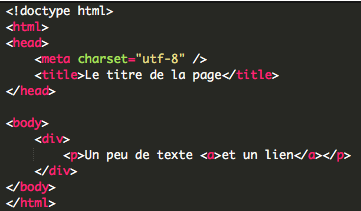 <!doctype html>
<html>
<head>
    <meta charset="utf-8" />
    <title>Le titre de la page</title>
</head>

<body>
    <div>
        <p>Un peu de texte <a>et un lien</a></p>
    </div>
</body>
</html>